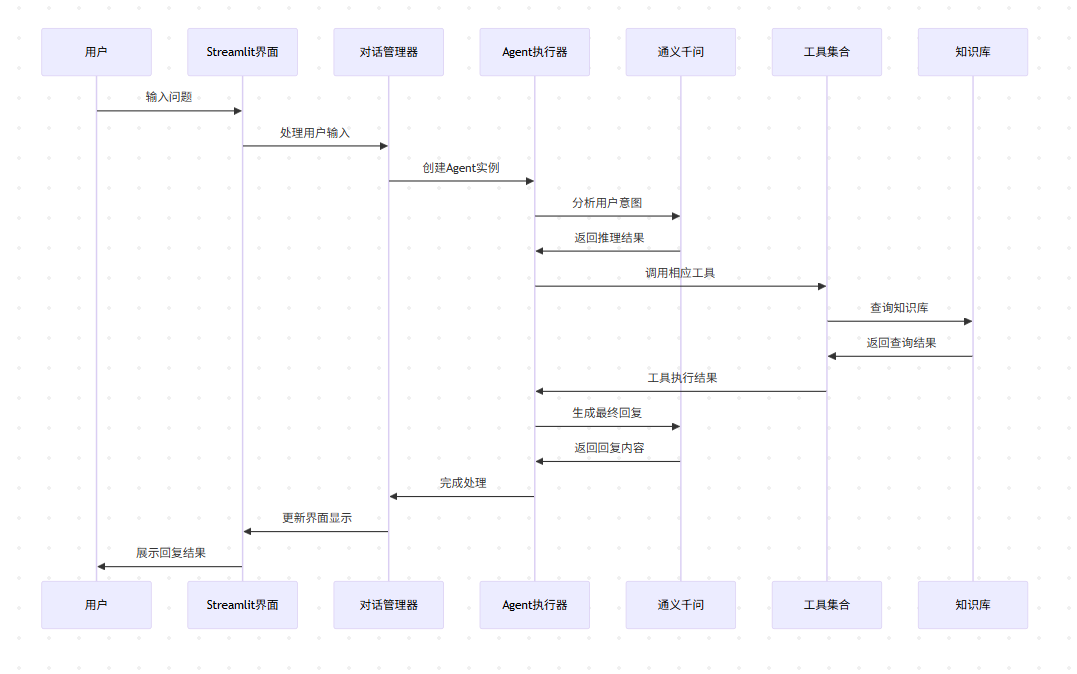 用户
Streamlit界面
对话管理器
Agent执行器
通义千问
工具集合
知识库
输入问题
处理用户输入
创建Agent实例
分析用户意图
返回推理结果
调用相应工具
查询知识库
返回查询结果
工具执行结果
生成最终回复
返回回复内容
完成处理
更新界面显示
展示回复结果
用户
Streamlit界面
对话管理器
Agent执行器
通义千问
工具集合
知识库